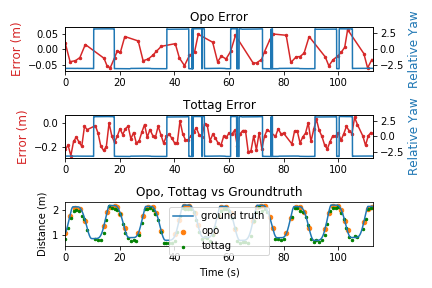 Opo Error
Error (m)
0.05
0.00
−0.05
2.5
0.0
−2.5
Relative Yaw
0 20 40 60 80 100
Tottag Error
Error (m)
0.0
−0.2
2.5
0.0
−2.5
Relative Yaw
0 20 40 60 80 100
Opo, Tottag vs Groundtruth
Distance (m)
2
1
ground truth
opo
tottag
0 20 40 60 80 100
Time (s)